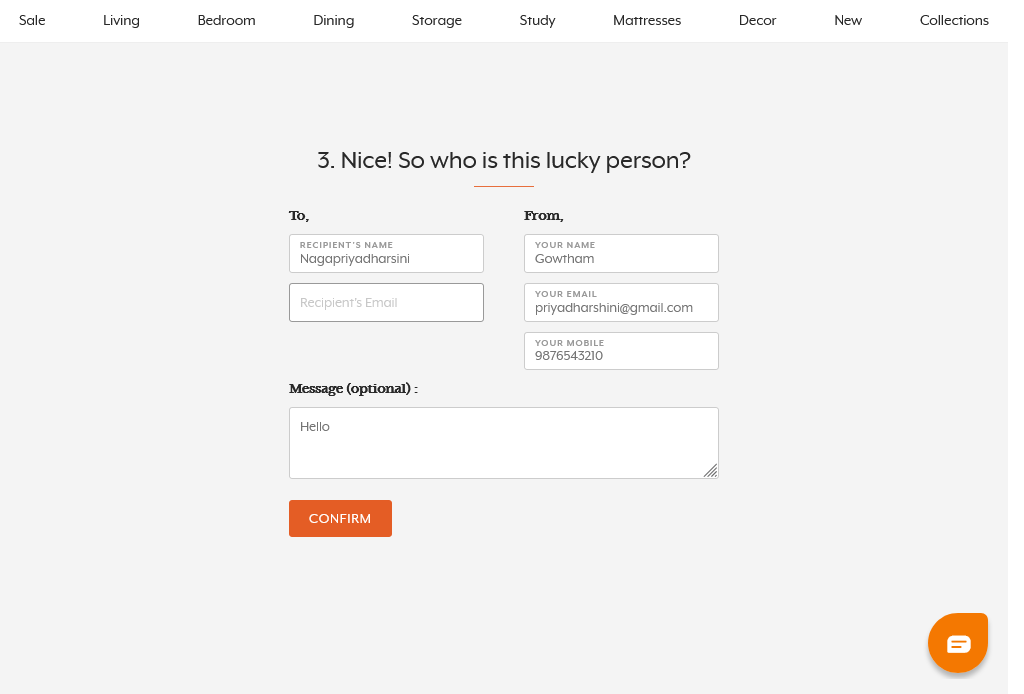 Sale Living Bedroom Dining Storage Study Mattresses Decor New Collections
3. Nice! So who is this lucky person?
To,
RECIPIENT'S NAME
Nagapriyadharsini
Recipient's Email
From,
YOUR NAME
Gowtham
YOUR EMAIL
priyadharshini@gmail.com
YOUR MOBILE
9876543210
Message (optional) :
Hello
CONFIRM